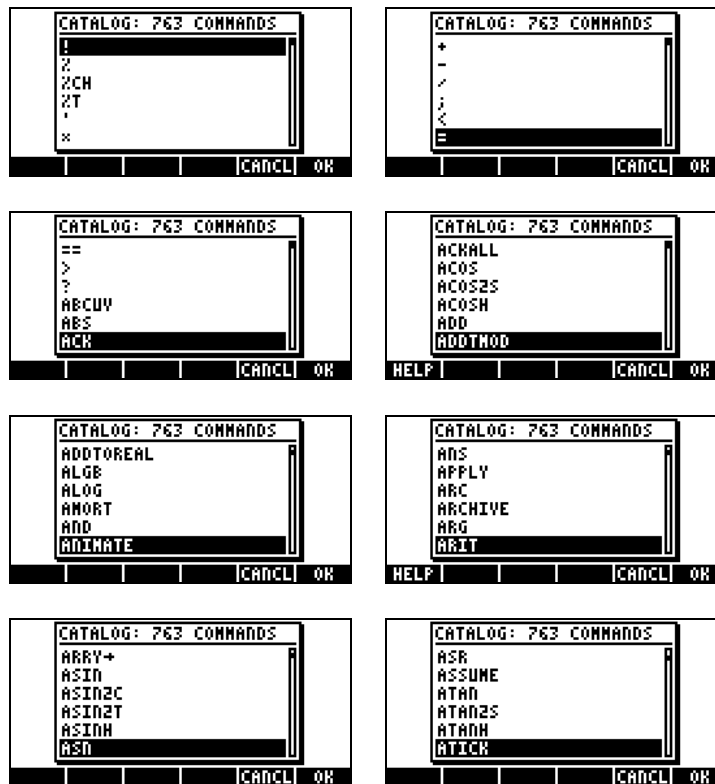 CATALOG: 763 COMMANDS
!
%
%CH
%T
'
*
CANCL OK
CATALOG: 763 COMMANDS
+
-
/
;
<
=
CANCL OK
CATALOG: 763 COMMANDS
==
>
?
ABCUV
ABS
ACK
CANCL OK
CATALOG: 763 COMMANDS
ACKALL
ACOS
ACOS2S
ACOSH
ADD
ADDTMOD
HELP CANCL OK
CATALOG: 763 COMMANDS
ADDTOREAL
ALGB
ALOG
AMORT
AND
ANIMATE
CANCL OK
CATALOG: 763 COMMANDS
ANS
APPLY
ARC
ARCHIVE
ARG
ARIT
HELP CANCL OK
CATALOG: 763 COMMANDS
ARRY→
ASIN
ASIN2C
ASIN2T
ASINH
ASN
CANCL OK
CATALOG: 763 COMMANDS
ASR
ASSUME
ATAN
ATAN2S
ATANH
ATICK
CANCL OK